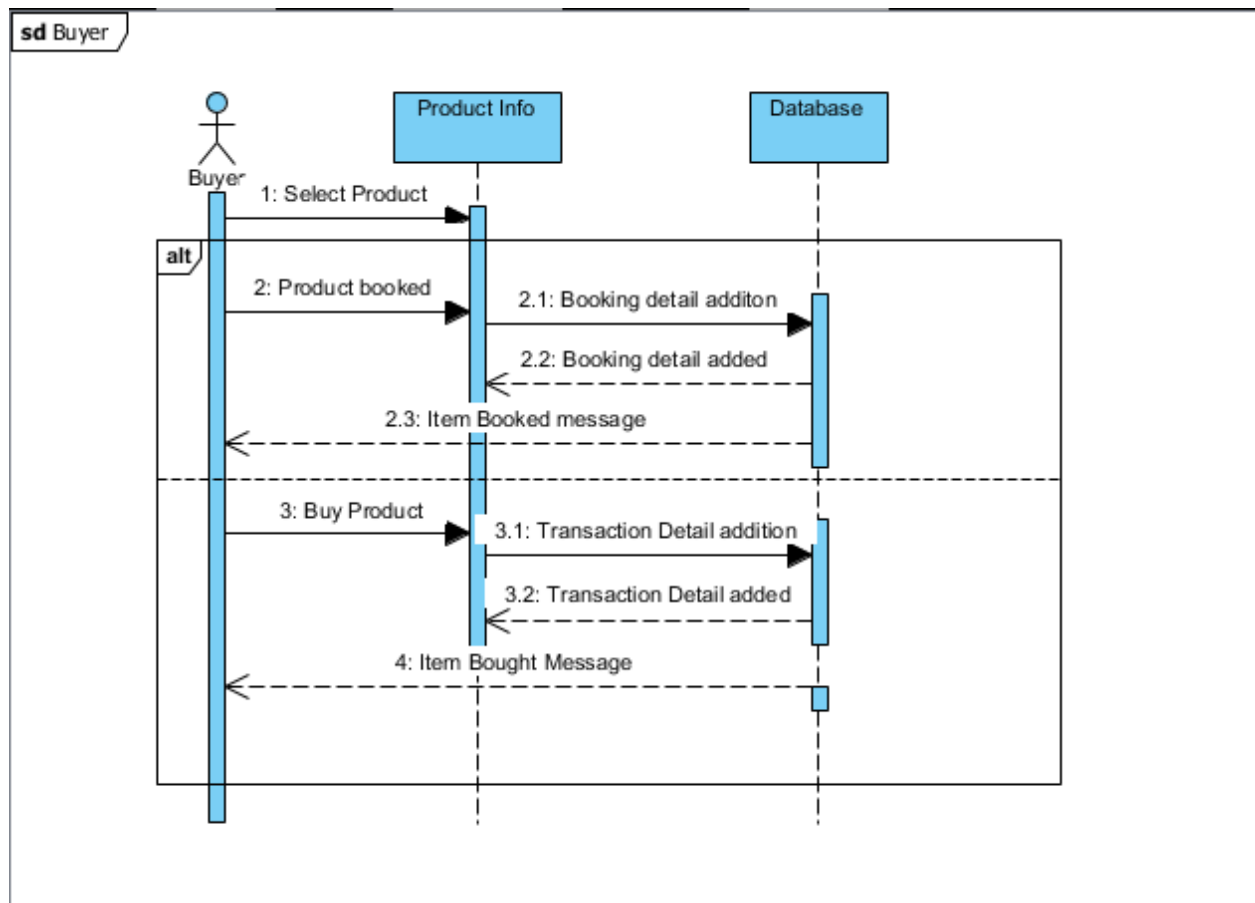 sd Buyer
Product Info
Database
Buyer
1: Select Product
alt
2: Product booked
2.1: Booking detail additon
2.2: Booking detail added
2.3: Item Booked message
3: Buy Product
3.1: Transaction Detail addition
3.2: Transaction Detail added
4: Item Bought Message